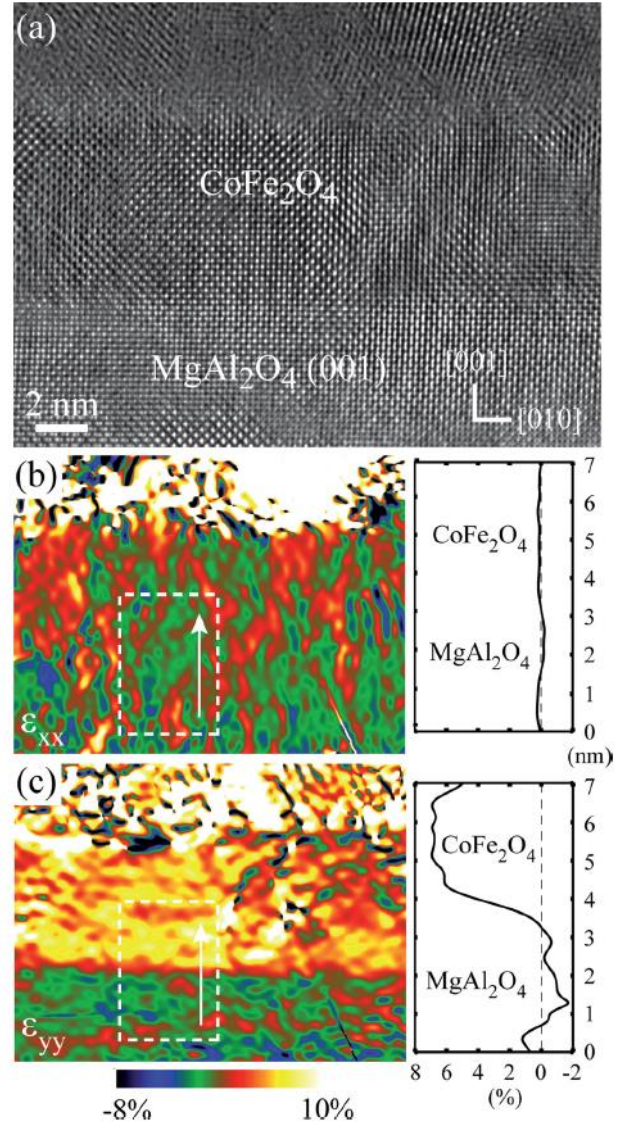 (a)
CoFe₂O₄
MgAl₂O₄ (001)
[001]
[010]
2 nm
(b)
εxx
7
6
5
4
3
2
1
0
CoFe₂O₄
MgAl₂O₄
(nm)
(c)
εyy
7
6
5
4
3
2
1
0
CoFe₂O₄
MgAl₂O₄
8 6 4 2 0 -2
(%)
-8% 10%